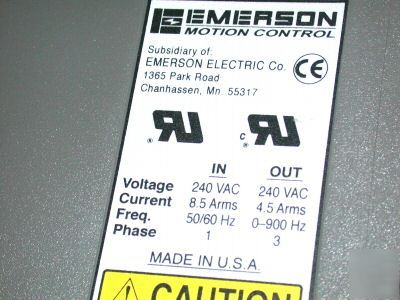 EMERSON
MOTION CONTROL
Subsidiary of:
EMERSON ELECTRIC Co.
1365 Park Road
Chanhassen, Mn. 55317
CE
RU ®
c RU ®
IN OUT
Voltage 240 VAC 240 VAC
Current 8.5 Arms 4.5 Arms
Freq. 50/60 Hz 0-900 Hz
Phase 1 3
MADE IN U.S.A.
CAUTION